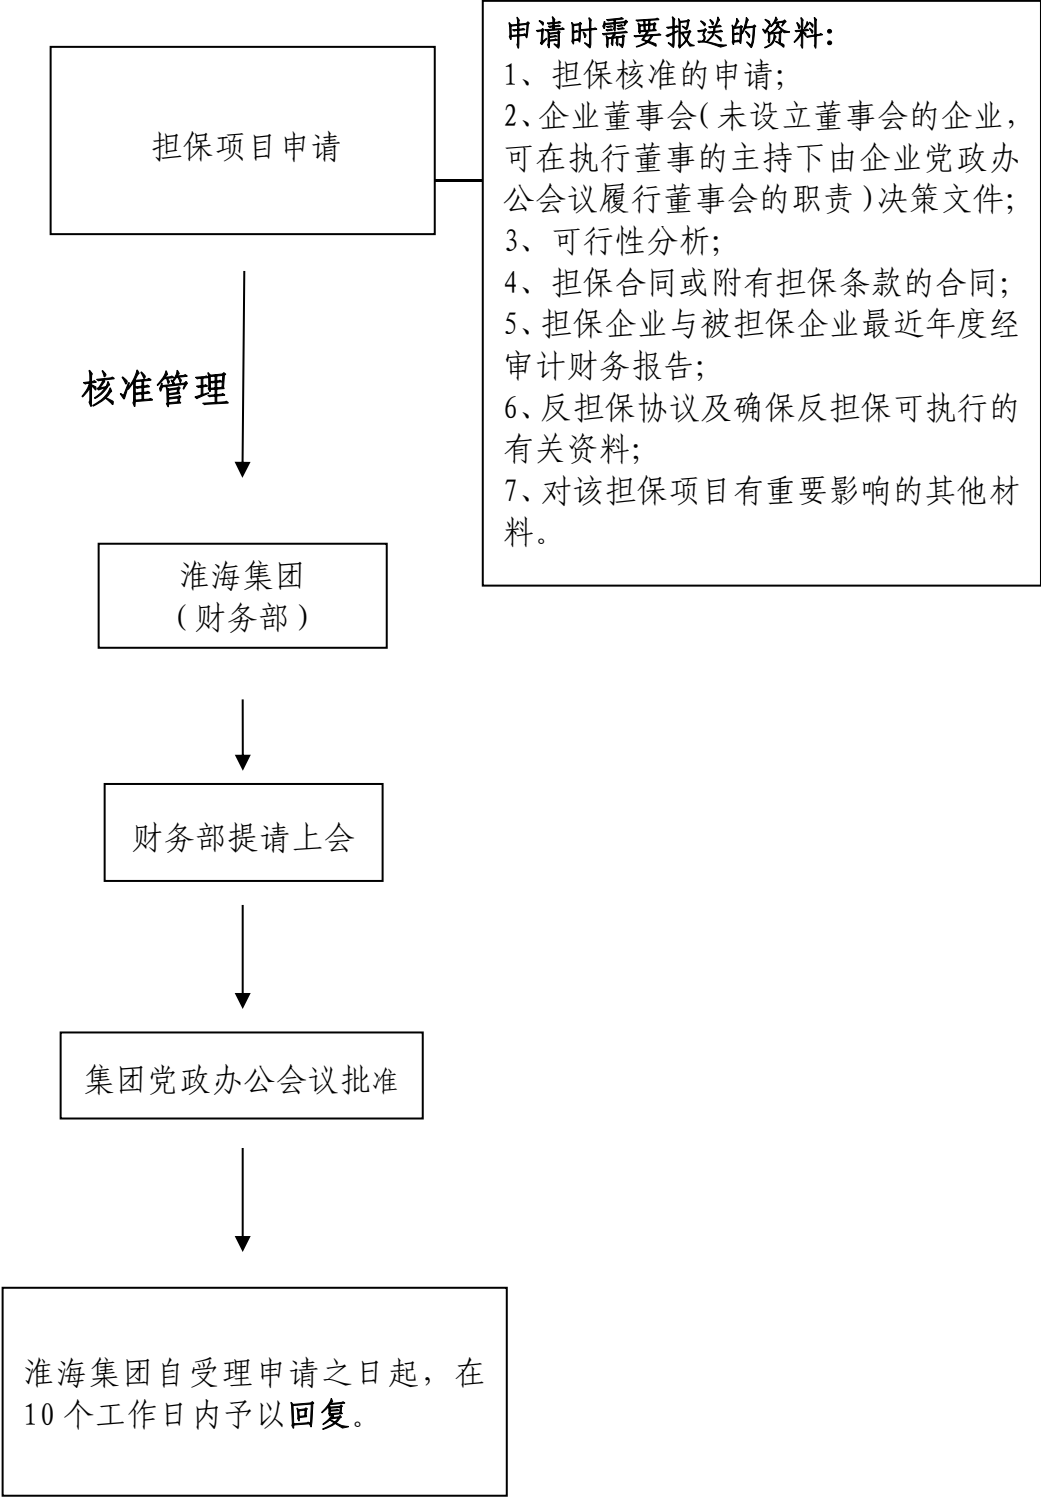 担保项目申请
申请时需要报送的资料：
1、担保核准的申请；
2、企业董事会(未设立董事会的企业，
可在执行董事的主持下由企业党政办
公会议履行董事会的职责)决策文件；
3、可行性分析；
4、担保合同或附有担保条款的合同；
5、担保企业与被担保企业最近年度经
审计财务报告；
6、反担保协议及确保反担保可执行的
有关资料；
7、对该担保项目有重要影响的其他材
料。
核准管理
淮海集团
(财务部)
财务部提请上会
集团党政办公会议批准
淮海集团自受理申请之日起，在
10个工作日内予以回复。